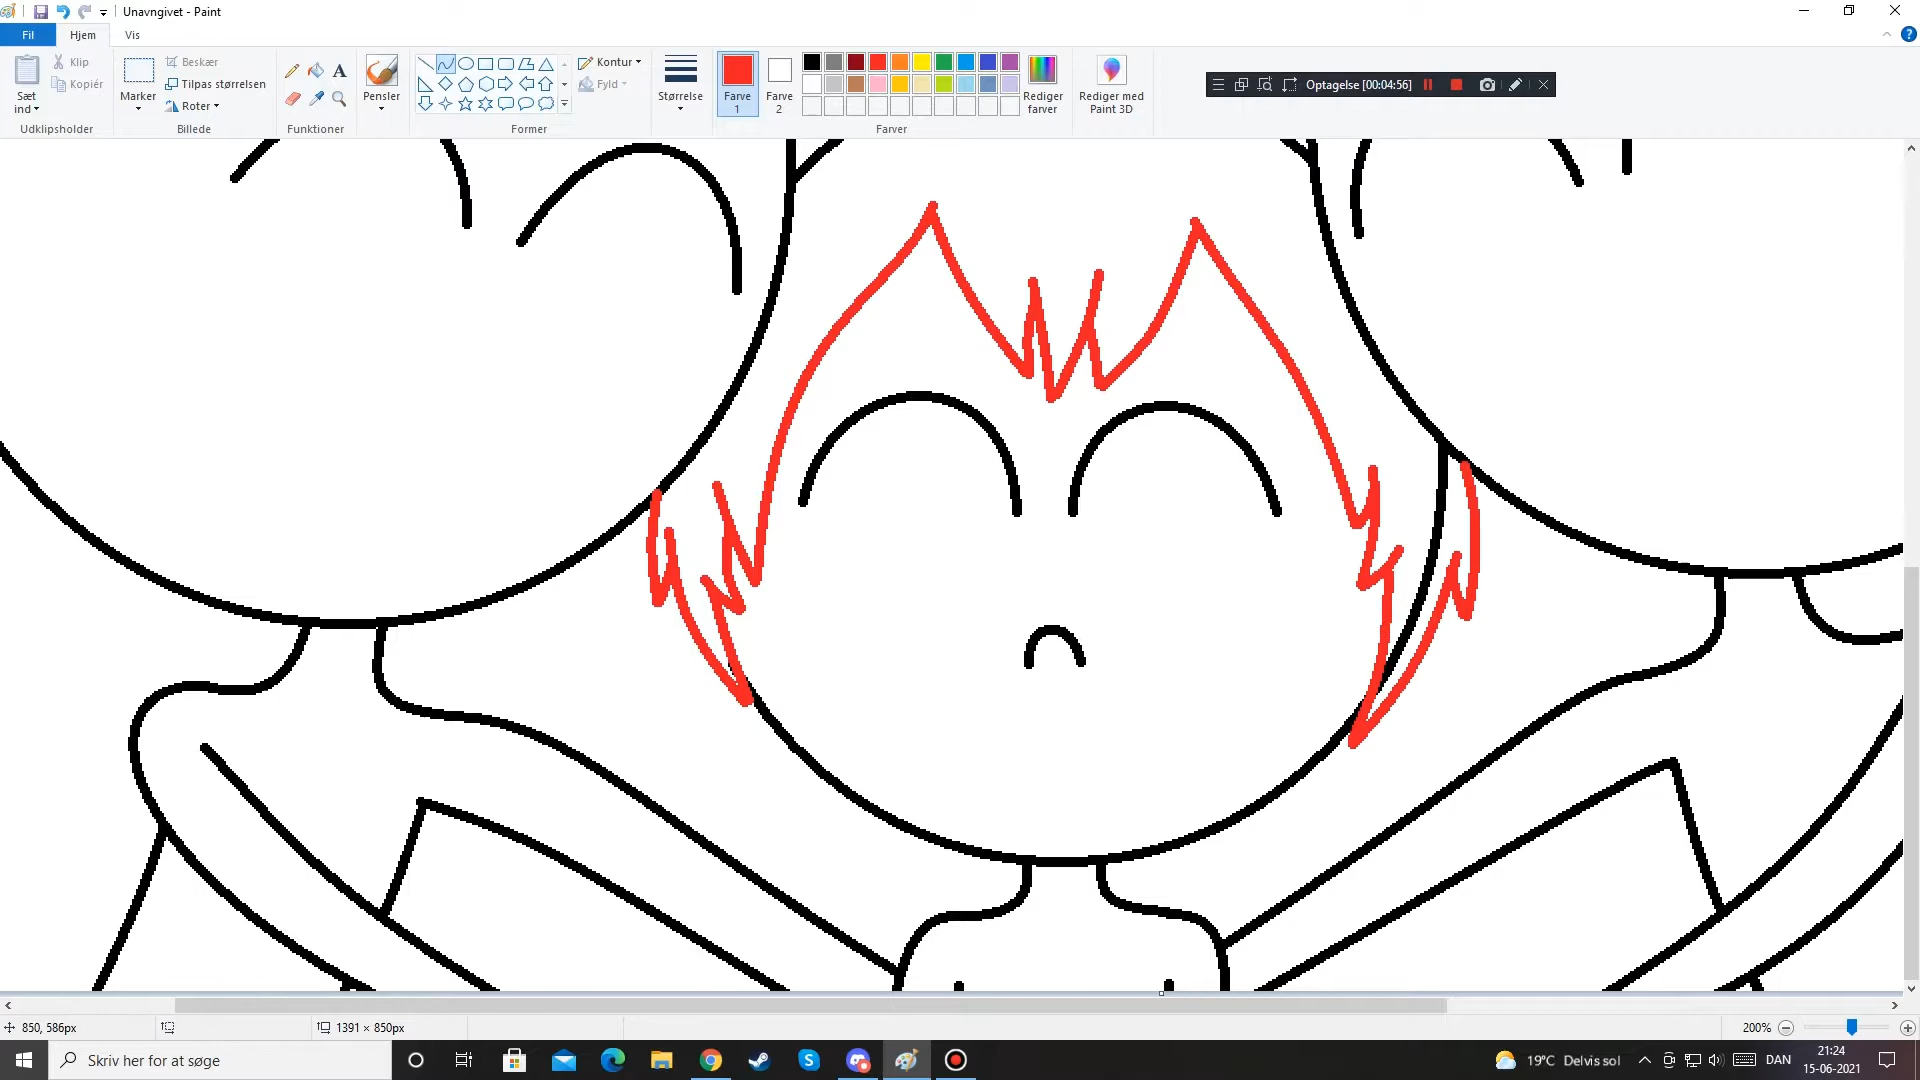 Unavngivet - Paint
Fil Hjem Vis
Sæt
ind
Klip
Kopiér
Udklipsholder
Marker
Beskær
Tilpas størrelsen
Roter
Billede
A
Funktioner
Pensler
Kontur
Fyld
Former
Størrelse
Farve
1
Farve
2
Farver
Rediger
farver
Rediger med
Paint 3D
Optagelse [00:04:56]
850, 586px
1391 × 850px
200%
Skriv her for at søge
19°C Delvis sol
DAN
21:24
15-06-2021